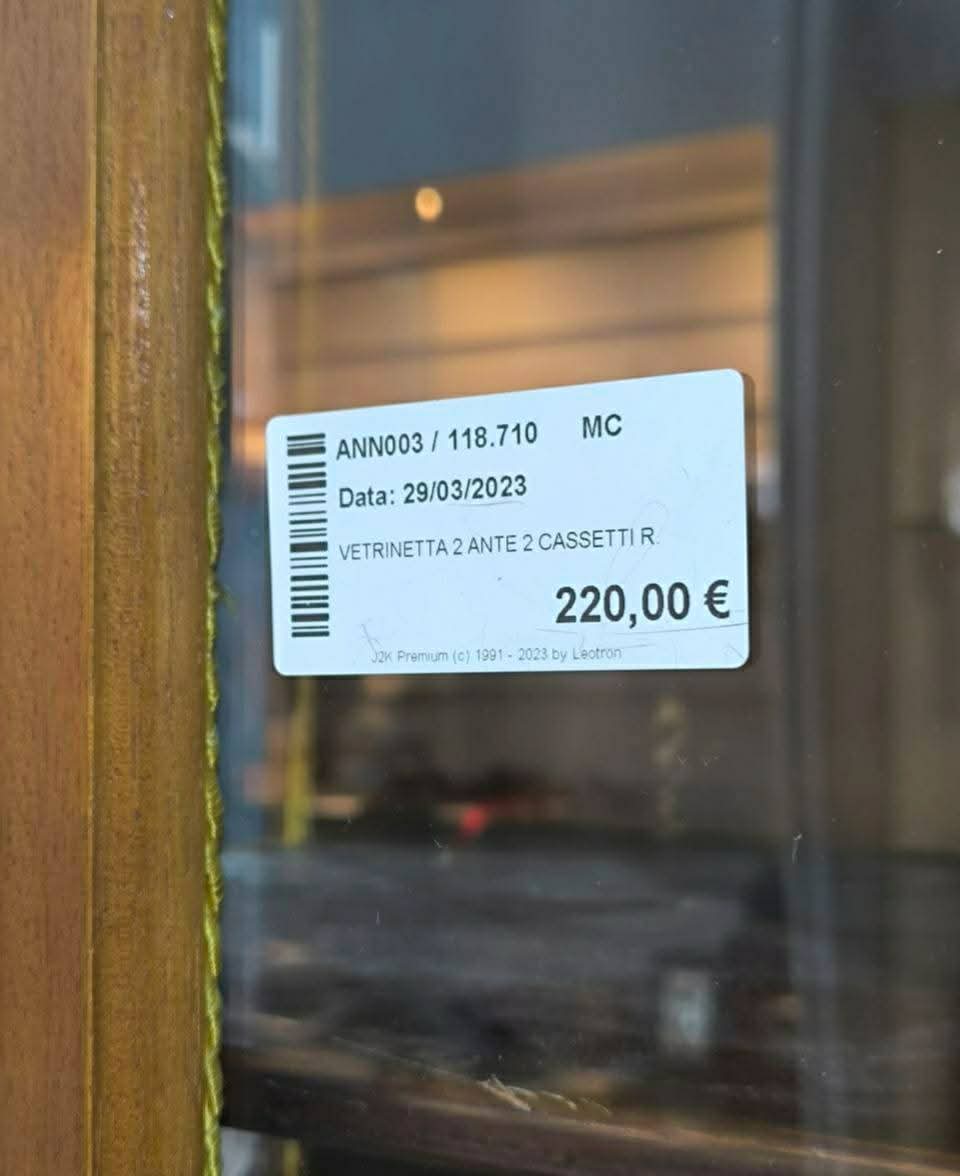 ANN003 / 118.710 MC
Data: 29/03/2023
VETRINETTA 2 ANTE 2 CASSETTI R.
220,00 €
J2K Premium (c) 1991 - 2023 by Leotron